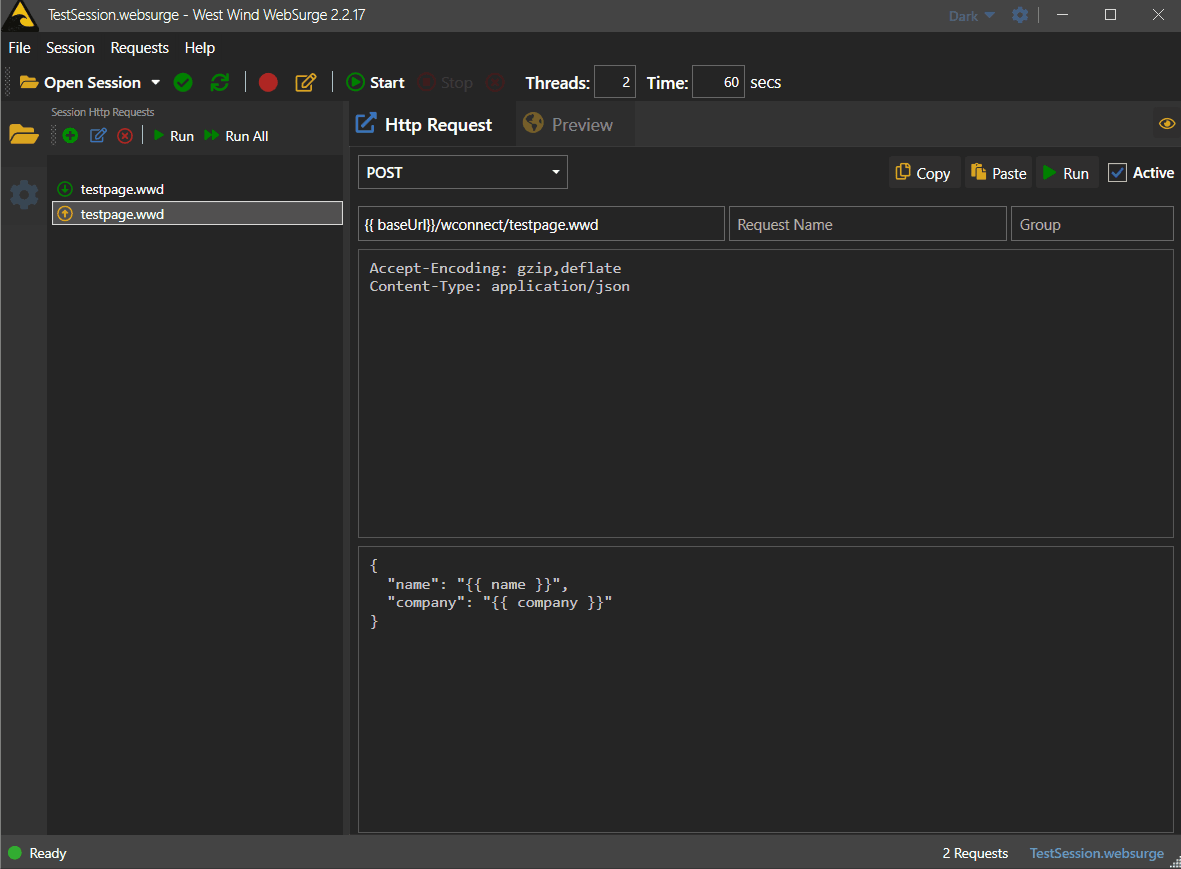 TestSession.websurge - West Wind WebSurge 2.2.17
Dark
File Session Requests Help
Open Session Start Stop Threads: 2 Time: 60 secs
Session Http Requests
Run Run All
Http Request Preview
POST Copy Paste Run Active
testpage.wwd
testpage.wwd
{{ baseUrl}}/wconnect/testpage.wwd Request Name Group
Accept-Encoding: gzip,deflate
Content-Type: application/json
{
  "name": "{{ name }}",
  "company": "{{ company }}"
}
Ready 2 Requests TestSession.websurge